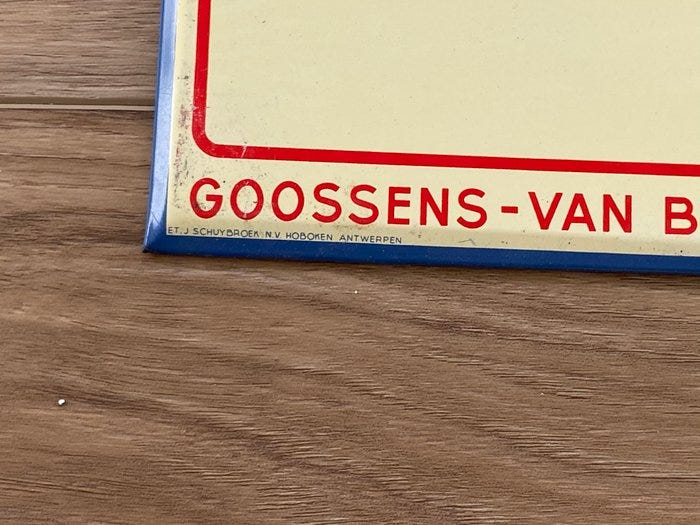 GOOSSENS-VAN B
ET. J SCHUYBROEK N.V. HOBOKEN ANTWERPEN